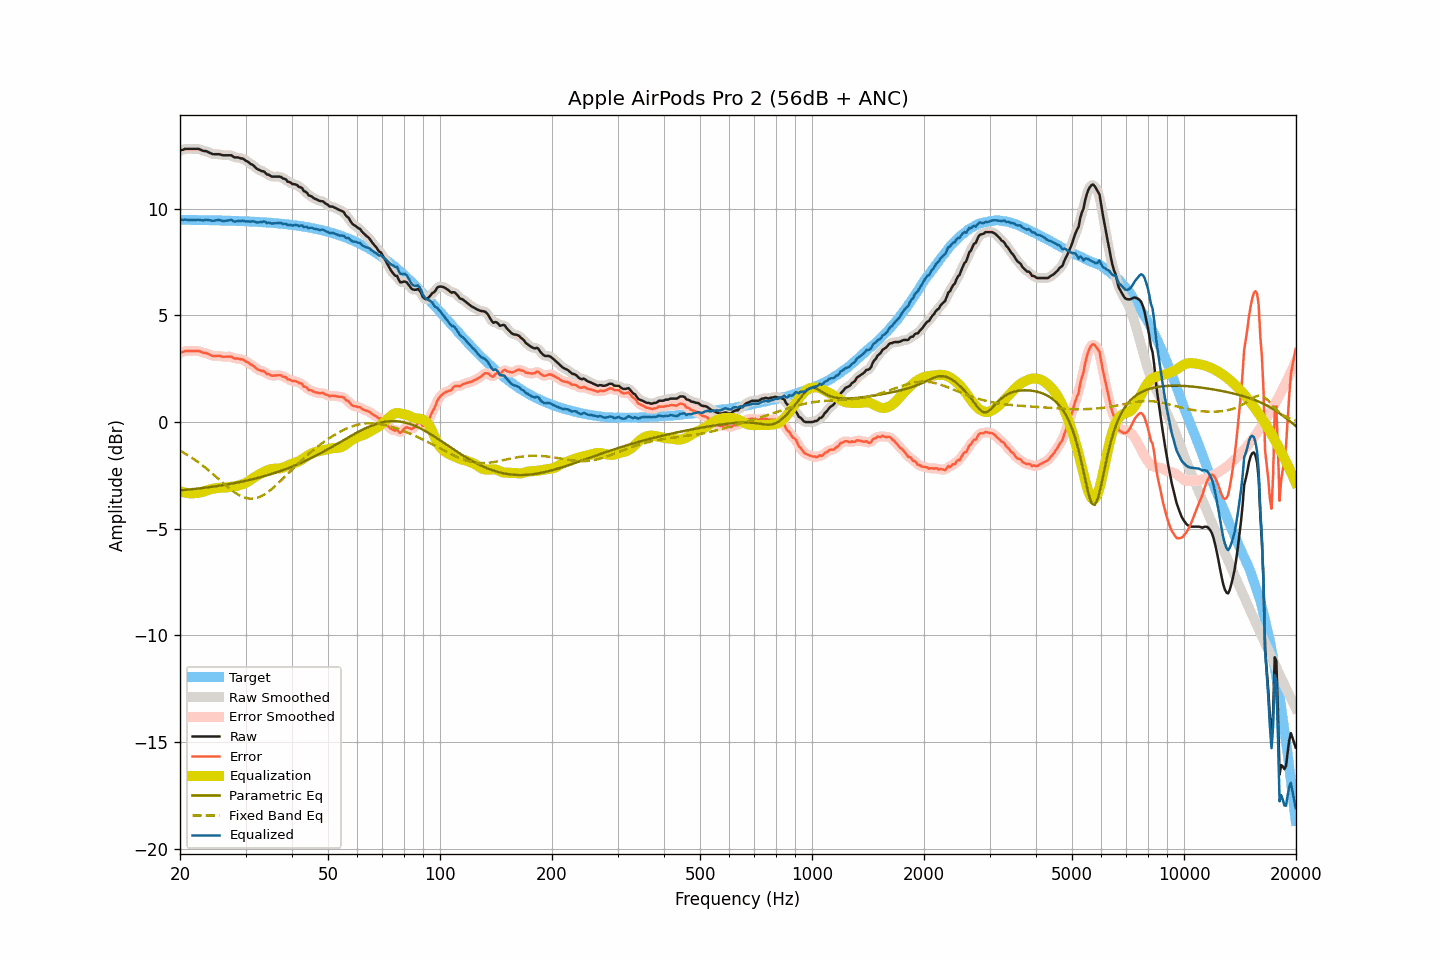 Apple AirPods Pro 2 (56dB + ANC)
10
5
0
−5
−10
−15
−20
Amplitude (dBr)
Target
Raw Smoothed
Error Smoothed
Raw
Error
Equalization
Parametric Eq
Fixed Band Eq
Equalized
20 50 100 200 500 1000 2000 5000 10000 20000
Frequency (Hz)